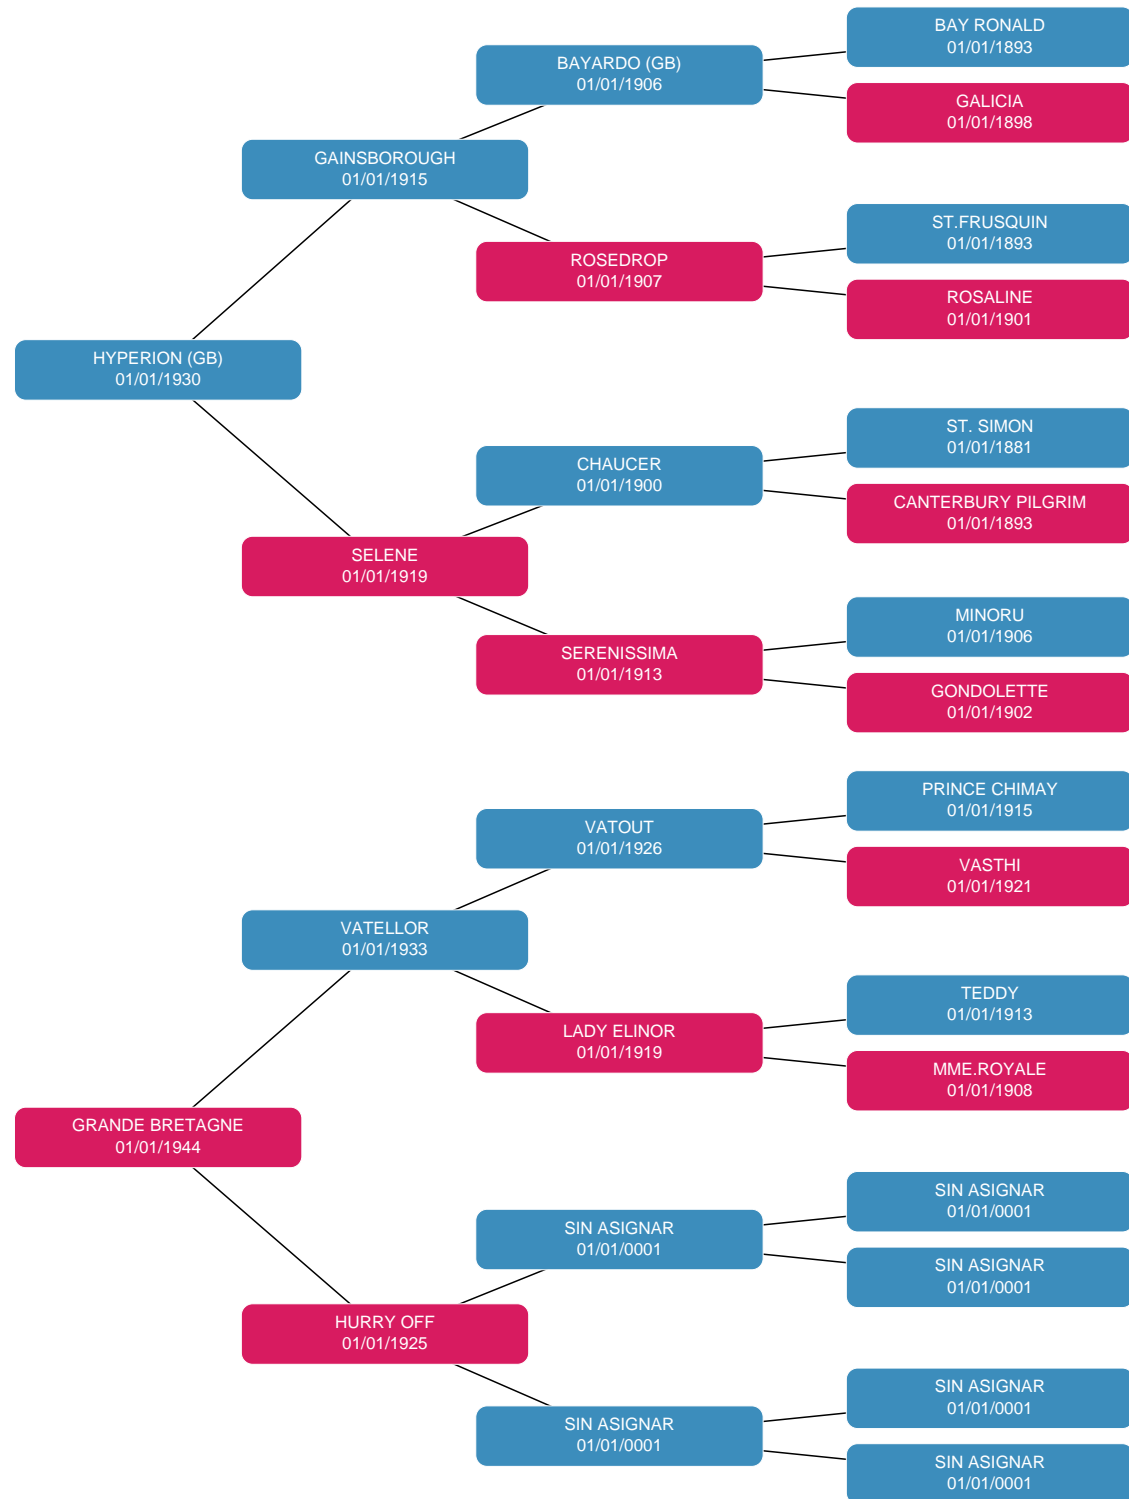 BAY RONALD
01/01/1893
BAYARDO (GB)
01/01/1906
GALICIA
01/01/1898
GAINSBOROUGH
01/01/1915
ST.FRUSQUIN
01/01/1893
ROSEDROP
01/01/1907
ROSALINE
01/01/1901
HYPERION (GB)
01/01/1930
ST. SIMON
01/01/1881
CHAUCER
01/01/1900
CANTERBURY PILGRIM
01/01/1893
SELENE
01/01/1919
MINORU
01/01/1906
SERENISSIMA
01/01/1913
GONDOLETTE
01/01/1902
PRINCE CHIMAY
01/01/1915
VATOUT
01/01/1926
VASTHI
01/01/1921
VATELLOR
01/01/1933
TEDDY
01/01/1913
LADY ELINOR
01/01/1919
MME.ROYALE
01/01/1908
GRANDE BRETAGNE
01/01/1944
SIN ASIGNAR
01/01/0001
SIN ASIGNAR
01/01/0001
SIN ASIGNAR
01/01/0001
HURRY OFF
01/01/1925
SIN ASIGNAR
01/01/0001
SIN ASIGNAR
01/01/0001
SIN ASIGNAR
01/01/0001